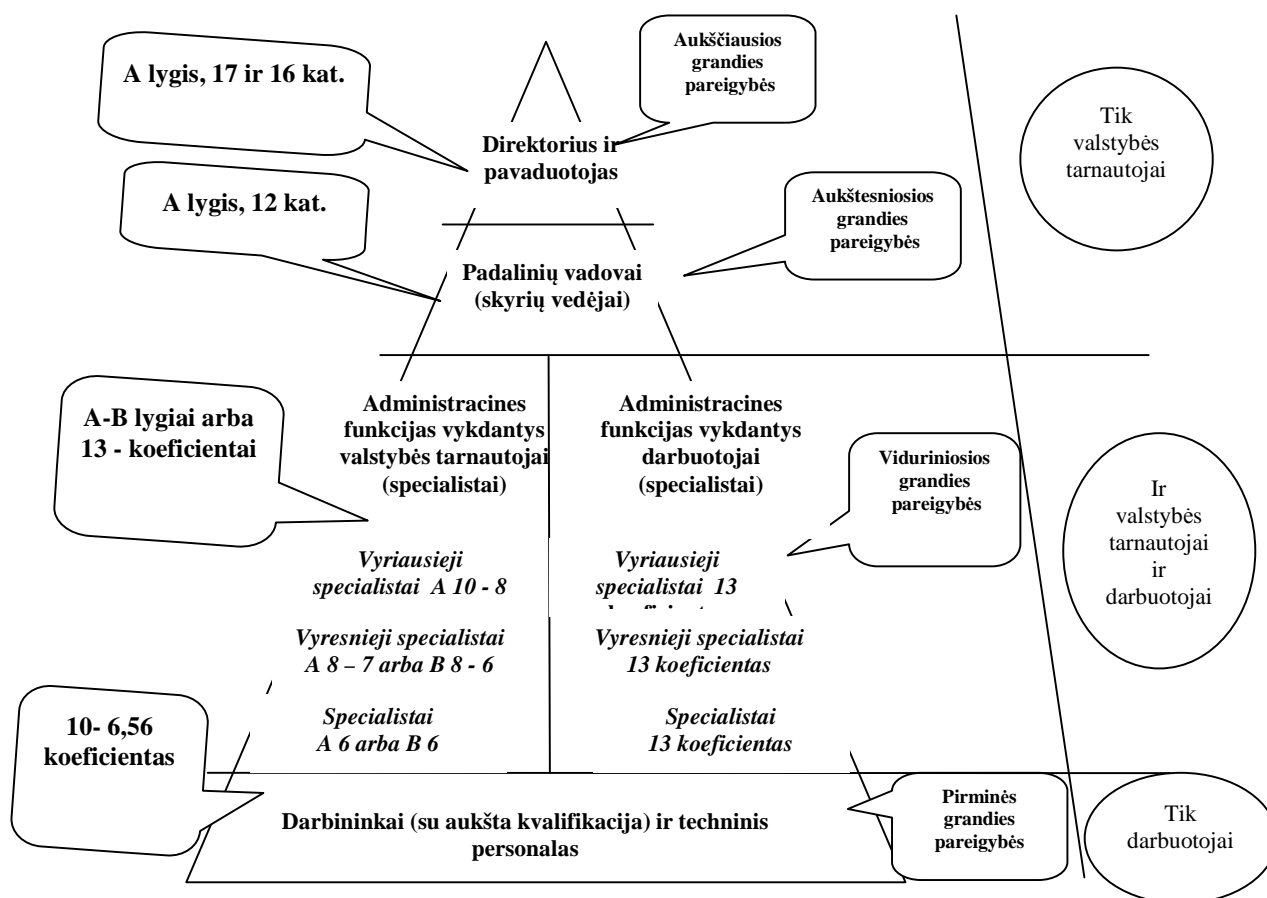 A lygis, 17 ir 16 kat.
Aukščiausios
grandies
pareigybės
Direktorius ir
pavaduotojas
Tik
valstybės
tarnautojai
A lygis, 12 kat.
Aukštesniosios
grandies
pareigybės
Padalinių vadovai
(skyrių vedėjai)
A-B lygiai arba
13 - koeficientai
Administracines
funkcijas vykdantys
valstybės tarnautojai
(specialistai)
Administracines
funkcijas vykdantys
darbuotojai
(specialistai)
Viduriniosios
grandies
pareigybės
Ir
valstybės
tarnautojai
ir
darbuotojai
Vyriausieji
specialistai A 10 - 8
Vyriausieji
specialistai 13
Vyresnieji specialistai
A 8 – 7 arba B 8 - 6
Vyresnieji specialistai
13 koeficientas
Specialistai
A 6 arba B 6
Specialistai
13 koeficientas
10- 6,56
koeficientas
Darbininkai (su aukšta kvalifikacija) ir techninis
personalas
Pirminės
grandies
pareigybės
Tik
darbuotojai